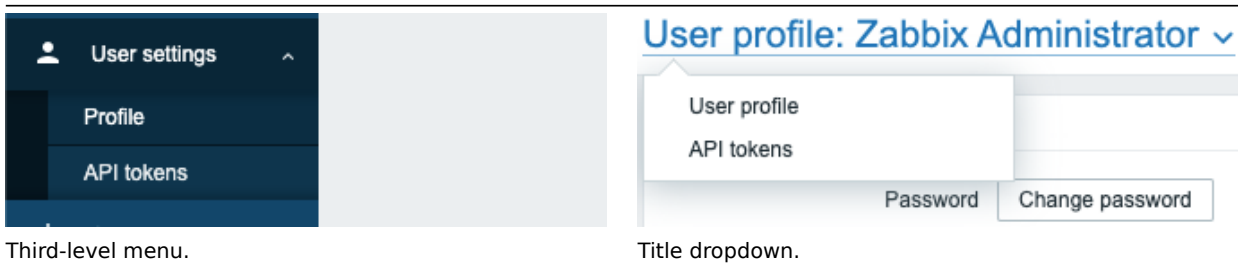 User settings
Profile
API tokens
Third-level menu.
User profile: Zabbix Administrator
User profile
API tokens
Password Change password
Title dropdown.